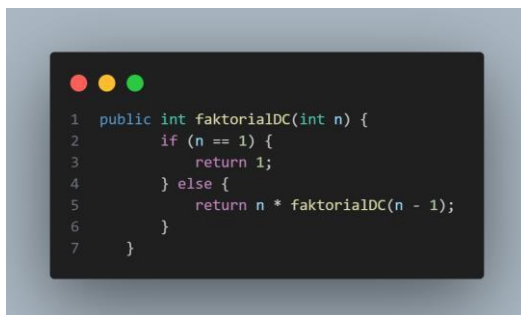 1 public int faktorialDC(int n) {
2 if (n == 1) {
3 return 1;
4 } else {
5 return n * faktorialDC(n - 1);
6 }
7 }